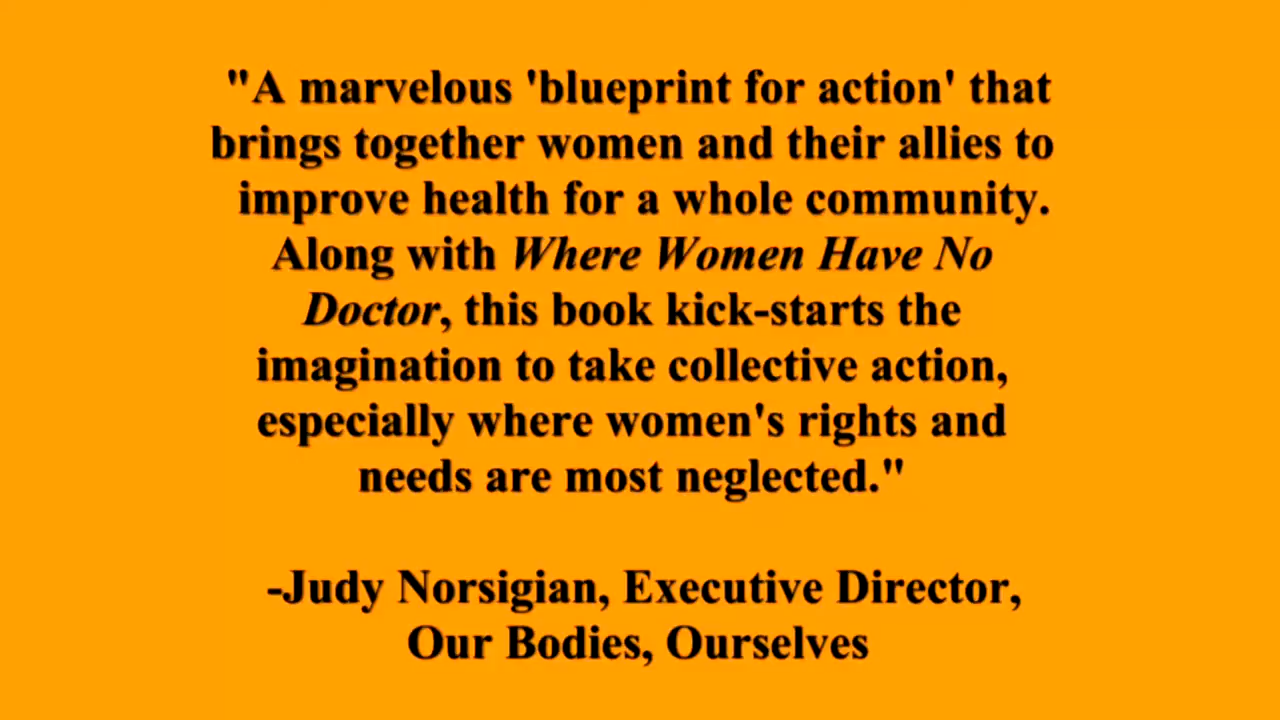 "A marvelous 'blueprint for action' that
brings together women and their allies to
improve health for a whole community.
Along with Where Women Have No
Doctor, this book kick-starts the
imagination to take collective action,
especially where women's rights and
needs are most neglected."
-Judy Norsigian, Executive Director,
Our Bodies, Ourselves